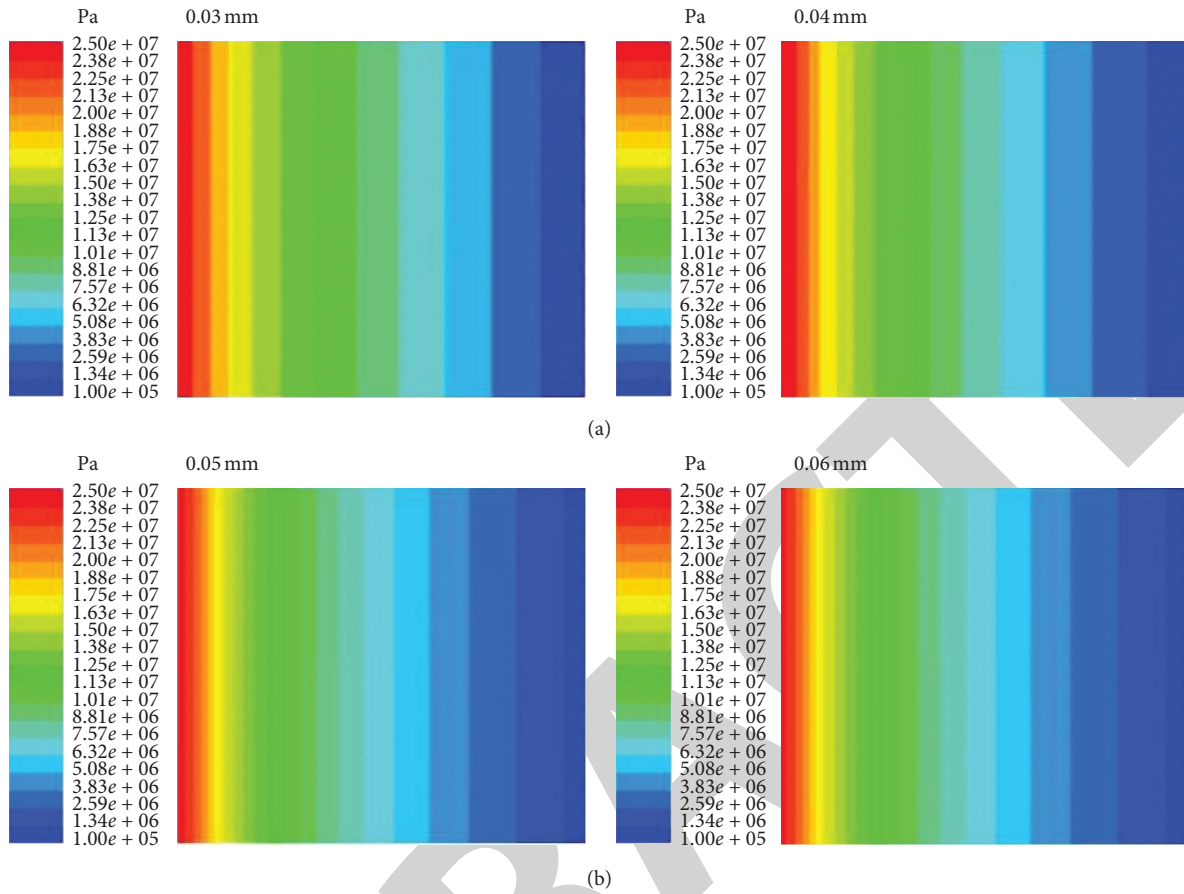 Pa 0.03 mm
2.50e + 07
2.38e + 07
2.25e + 07
2.13e + 07
2.00e + 07
1.88e + 07
1.75e + 07
1.63e + 07
1.50e + 07
1.38e + 07
1.25e + 07
1.13e + 07
1.01e + 07
8.81e + 06
7.57e + 06
6.32e + 06
5.08e + 06
3.83e + 06
2.59e + 06
1.34e + 06
1.00e + 05
Pa 0.04 mm
2.50e + 07
2.38e + 07
2.25e + 07
2.13e + 07
2.00e + 07
1.88e + 07
1.75e + 07
1.63e + 07
1.50e + 07
1.38e + 07
1.25e + 07
1.13e + 07
1.01e + 07
8.81e + 06
7.57e + 06
6.32e + 06
5.08e + 06
3.83e + 06
2.59e + 06
1.34e + 06
1.00e + 05
(a)
Pa 0.05 mm
2.50e + 07
2.38e + 07
2.25e + 07
2.13e + 07
2.00e + 07
1.88e + 07
1.75e + 07
1.63e + 07
1.50e + 07
1.38e + 07
1.25e + 07
1.13e + 07
1.01e + 07
8.81e + 06
7.57e + 06
6.32e + 06
5.08e + 06
3.83e + 06
2.59e + 06
1.34e + 06
1.00e + 05
Pa 0.06 mm
2.50e + 07
2.38e + 07
2.25e + 07
2.13e + 07
2.00e + 07
1.88e + 07
1.75e + 07
1.63e + 07
1.50e + 07
1.38e + 07
1.25e + 07
1.13e + 07
1.01e + 07
8.81e + 06
7.57e + 06
6.32e + 06
5.08e + 06
3.83e + 06
2.59e + 06
1.34e + 06
1.00e + 05
(b)